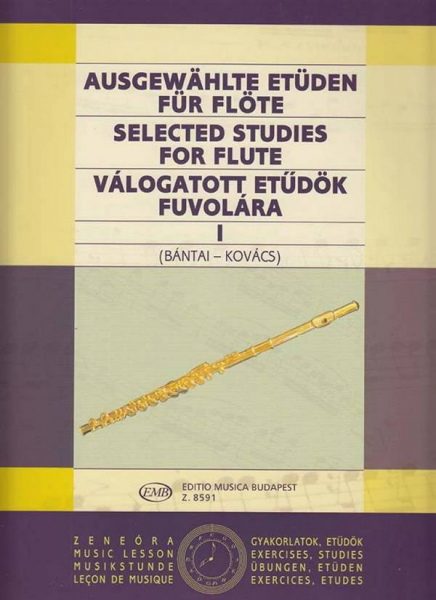 AUSGEWÄHLTE ETÜDEN
FÜR FLÖTE
SELECTED STUDIES
FOR FLUTE
VÁLOGATOTT ETŰDÖK
FUVOLÁRA
I
(BÁNTAI – KOVÁCS)
EMB
EDITIO MUSICA BUDAPEST
Z. 8591
ZENEÓRA
MUSIC LESSON
MUSIKSTUNDE
LEÇON DE MUSIQUE
GYAKORLATOK, ETŰDÖK
EXERCISES, STUDIES
ÜBUNGEN, ETÜDEN
EXERCICES, ETUDES